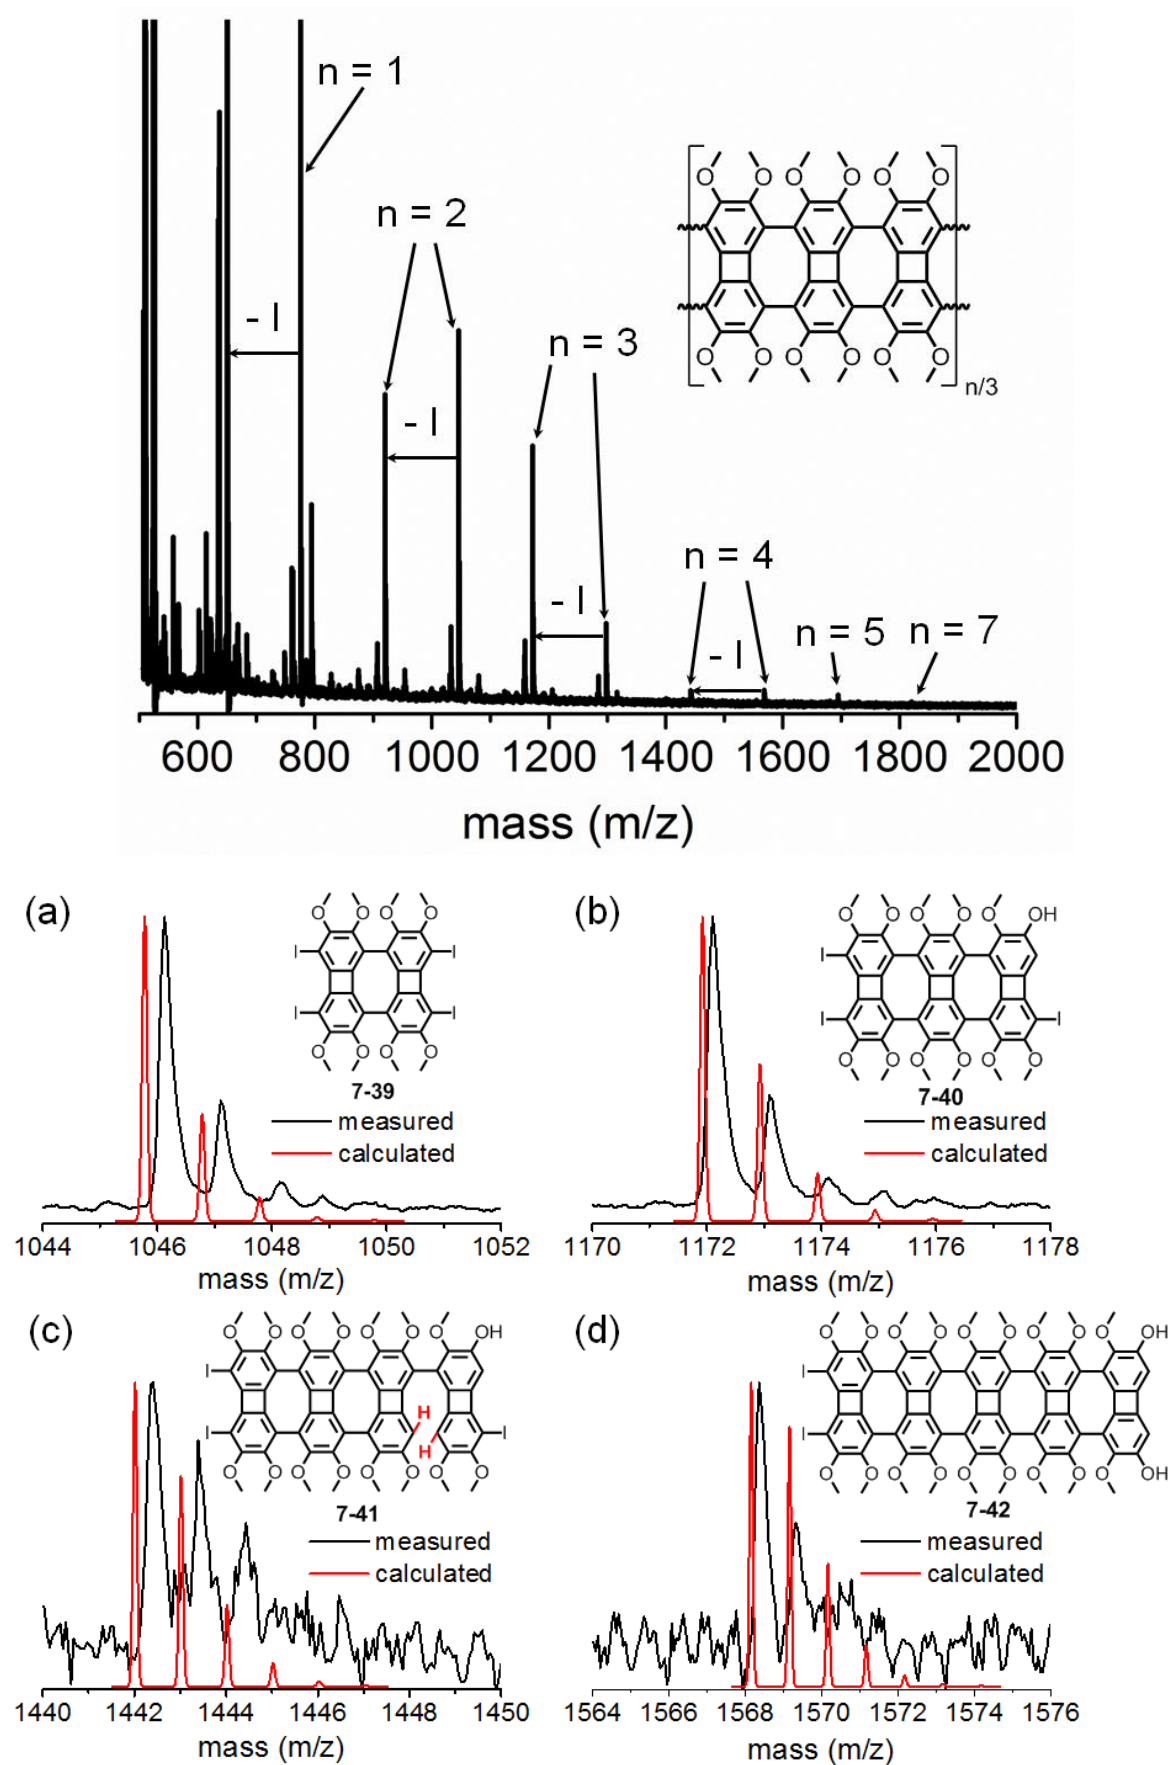 n = 1
n = 2
- I
n = 3
- I
n = 4
- I
n = 5
n = 7
- I
O O O O O O
O O O O O O
n/3
600 800 1000 1200 1400 1600 1800 2000
mass (m/z)
(a)
O O O O
I I
I I
O O O O
7-39
measured
calculated
1044 1046 1048 1050 1052
mass (m/z)
(b)
O O O O O OH
I
I I
O O O O O O
7-40
measured
calculated
1170 1172 1174 1176 1178
mass (m/z)
(c)
O O O O O O O OH
I
H
I I
H
O O O O O O O O
7-41
measured
calculated
1440 1442 1444 1446 1448 1450
mass (m/z)
(d)
O O O O O O O O O OH
I
I
O O O O O O O O O OH
7-42
measured
calculated
1564 1566 1568 1570 1572 1574 1576
mass (m/z)